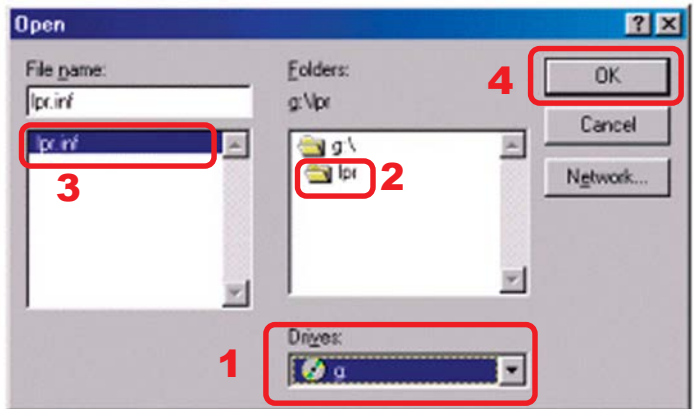 Open
File name:
lpr.inf
lpr.inf
3
Folders:
g:\lpr
g:\
lpr
2
Drives:
g
1
4
OK
Cancel
Network...